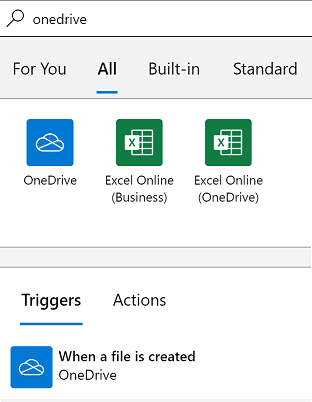 onedrive
For You All Built-in Standard
OneDrive Excel Online Excel Online
(Business) (OneDrive)
Triggers Actions
When a file is created
OneDrive